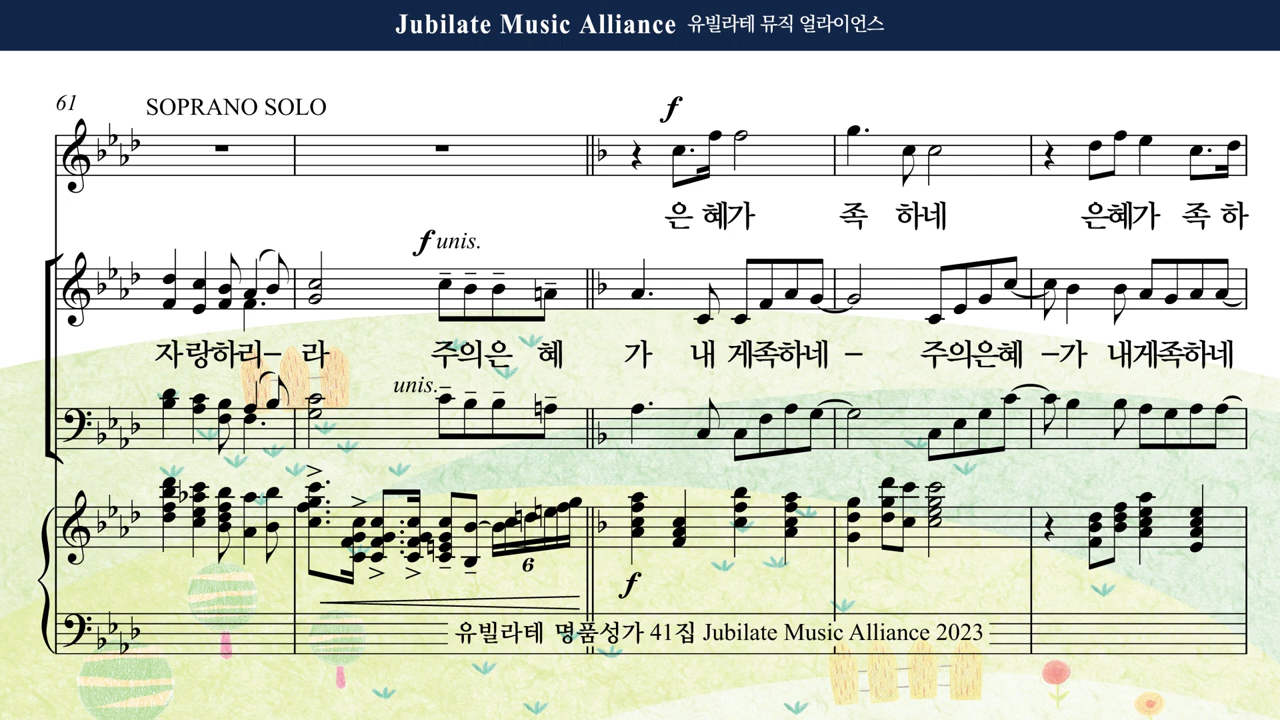 Jubilate Music Alliance 유빌라테 뮤직 얼라이언스
61
SOPRANO SOLO
f
은 혜가 족 하네 은혜가 족 하
f unis.
자랑하리– 라 주의은 혜 가 내 게족하네 – 주의은혜 –가 내게족하네
unis.
6
f
유빌라테 명품성가 41집 Jubilate Music Alliance 2023